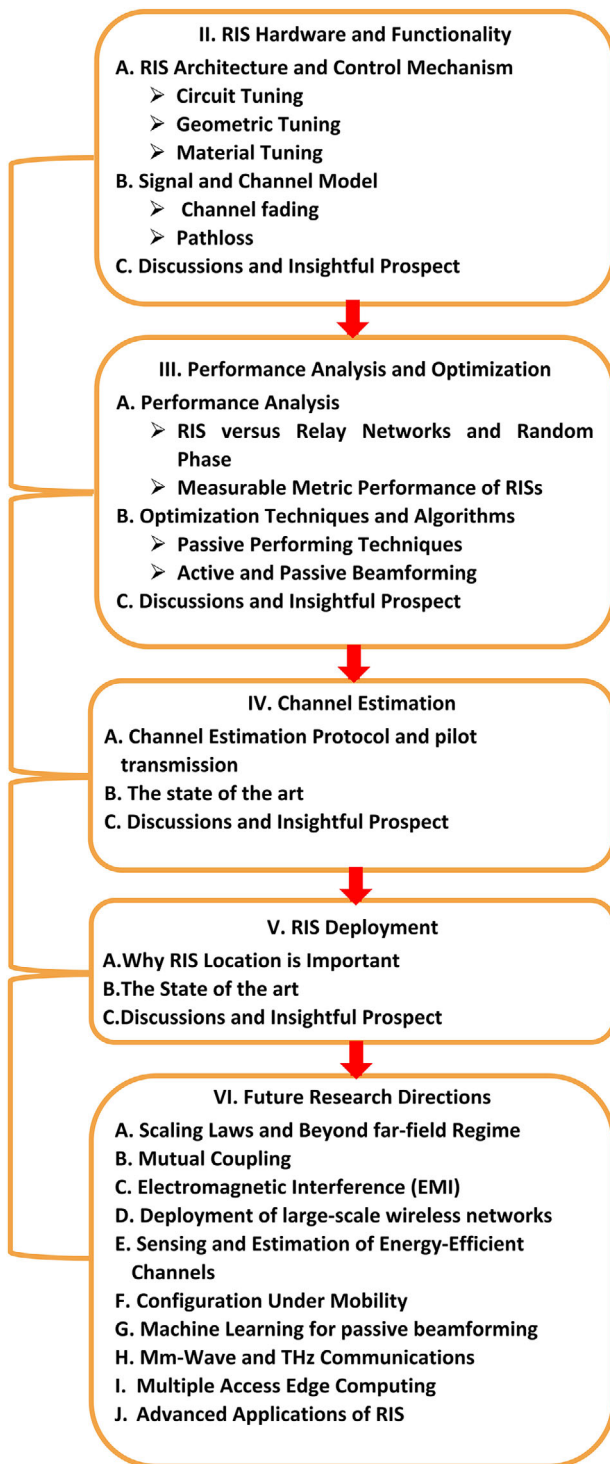 II. RIS Hardware and Functionality
A. RIS Architecture and Control Mechanism
➢ Circuit Tuning
➢ Geometric Tuning
➢ Material Tuning
B. Signal and Channel Model
➢ Channel fading
➢ Pathloss
C. Discussions and Insightful Prospect
III. Performance Analysis and Optimization
A. Performance Analysis
➢ RIS versus Relay Networks and Random
Phase
➢ Measurable Metric Performance of RISs
B. Optimization Techniques and Algorithms
➢ Passive Performing Techniques
➢ Active and Passive Beamforming
C. Discussions and Insightful Prospect
IV. Channel Estimation
A. Channel Estimation Protocol and pilot
transmission
B. The state of the art
C. Discussions and Insightful Prospect
V. RIS Deployment
A.Why RIS Location is Important
B.The State of the art
C.Discussions and Insightful Prospect
VI. Future Research Directions
A. Scaling Laws and Beyond far-field Regime
B. Mutual Coupling
C. Electromagnetic Interference (EMI)
D. Deployment of large-scale wireless networks
E. Sensing and Estimation of Energy-Efficient
Channels
F. Configuration Under Mobility
G. Machine Learning for passive beamforming
H. Mm-Wave and THz Communications
I. Multiple Access Edge Computing
J. Advanced Applications of RIS